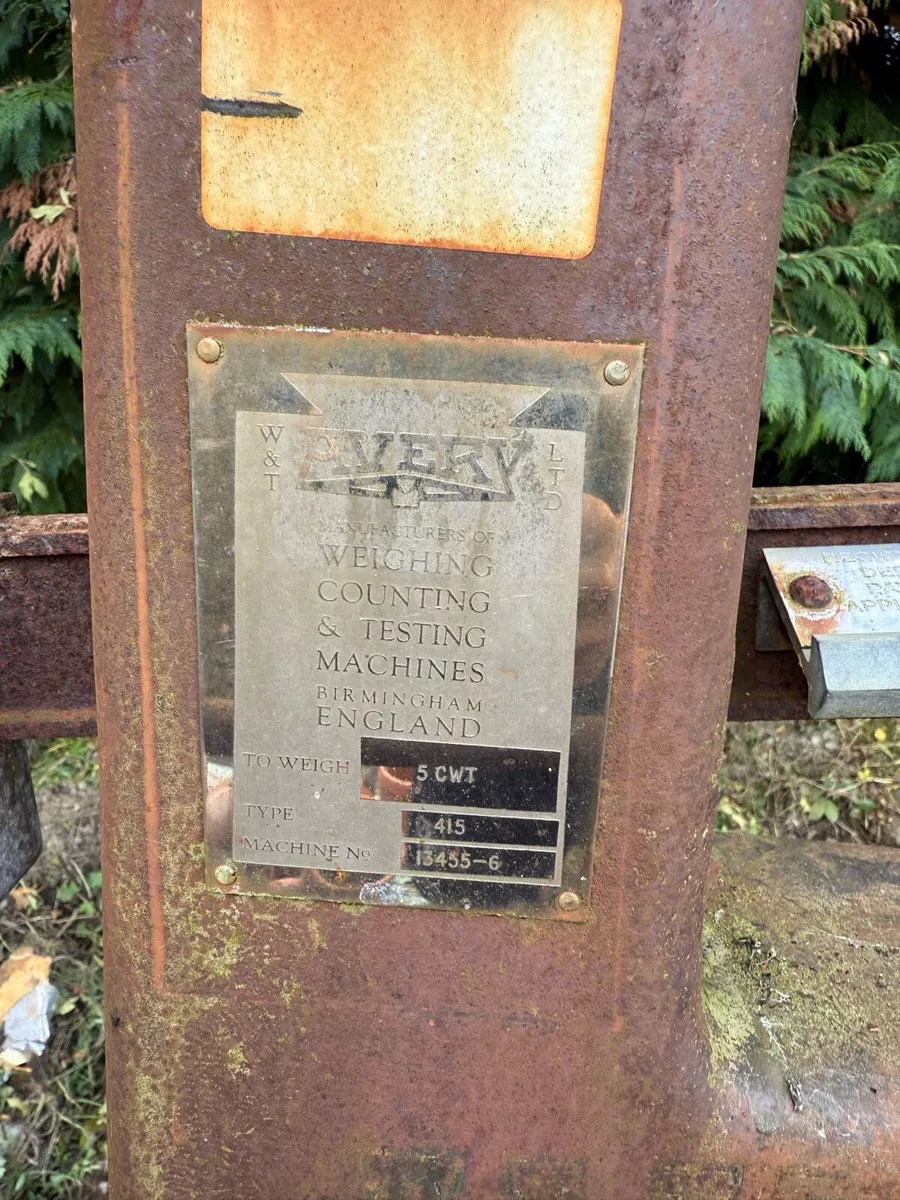 W&T AVERY LTD
MANUFACTURERS OF
WEIGHING
COUNTING
& TESTING
MACHINES
BIRMINGHAM
ENGLAND
TO WEIGH 5 CWT
TYPE 415
MACHINE No 13455-6